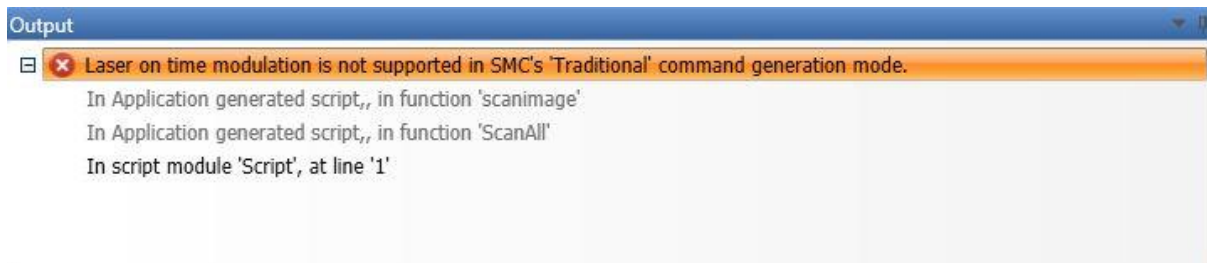 Output
Laser on time modulation is not supported in SMC's 'Traditional' command generation mode.
In Application generated script,, in function 'scanimage'
In Application generated script,, in function 'ScanAll'
In script module 'Script', at line '1'